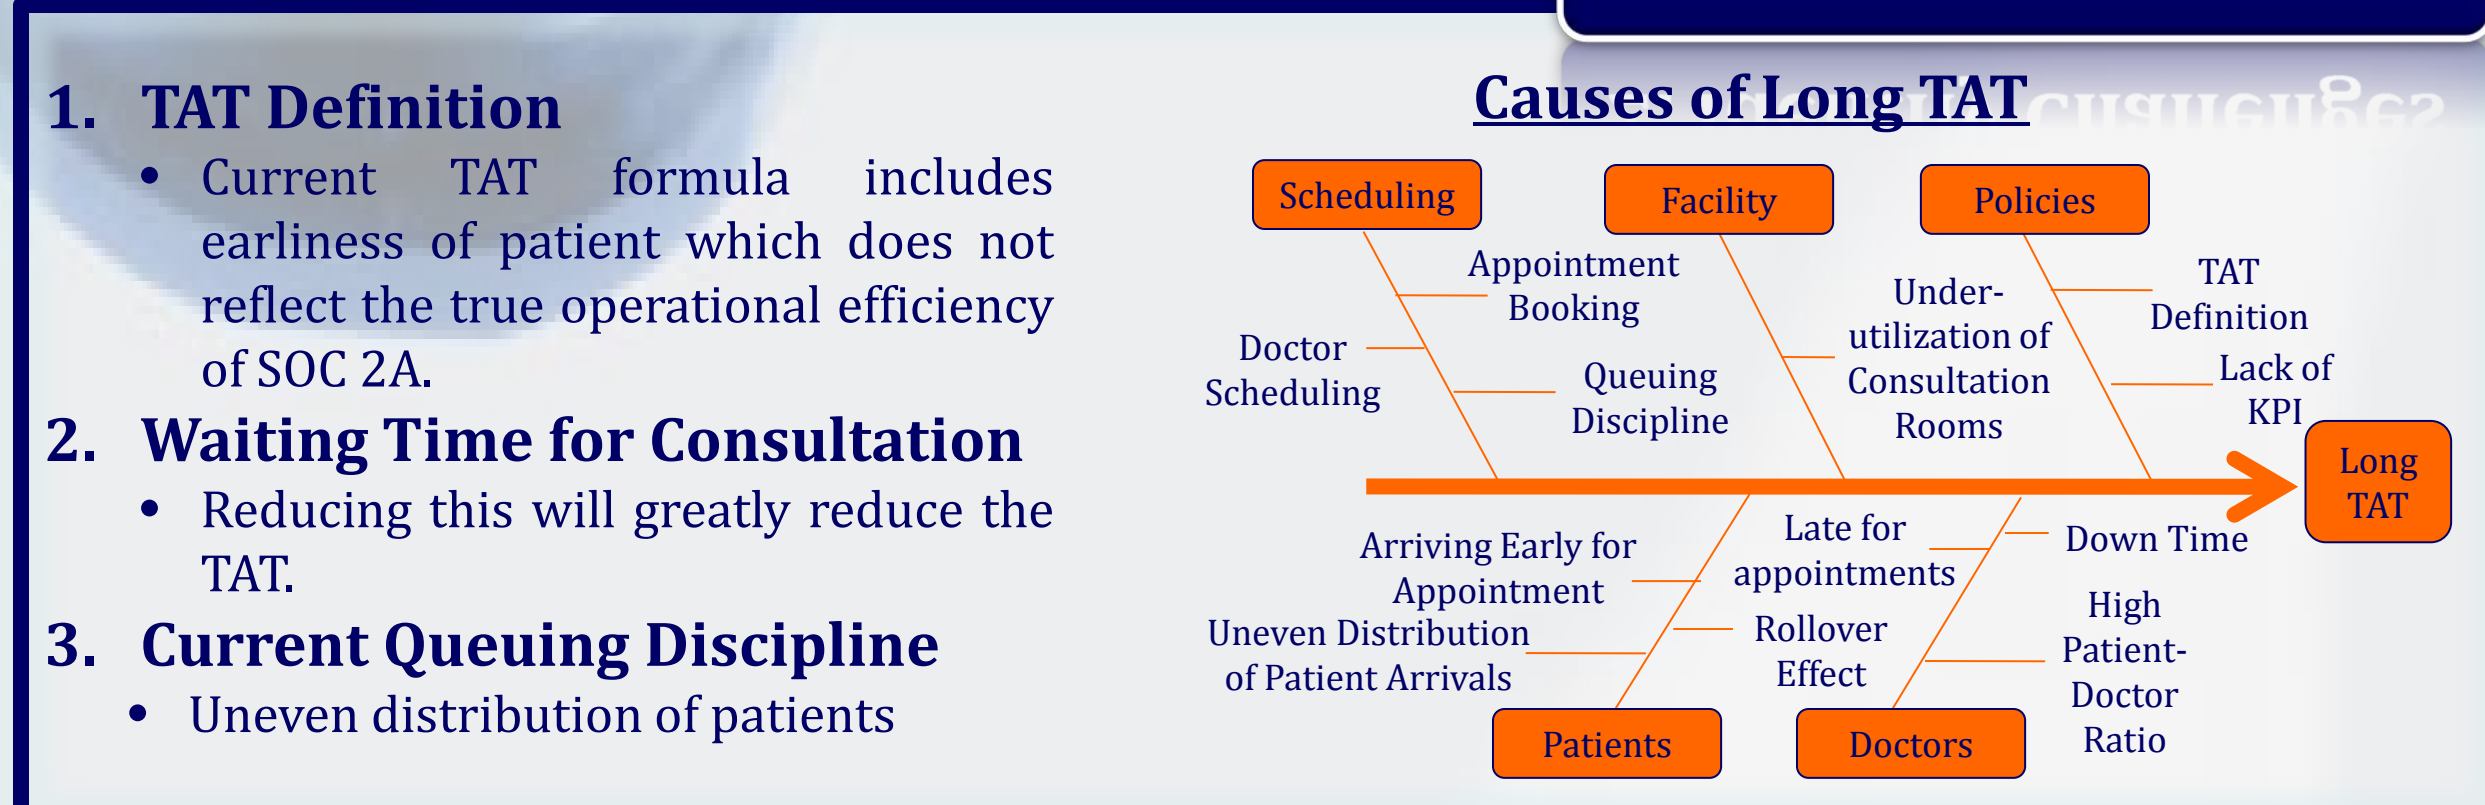 1. TAT Definition
• Current TAT formula includes
earliness of patient which does not
reflect the true operational efficiency
of SOC 2A.
2. Waiting Time for Consultation
• Reducing this will greatly reduce the
TAT.
3. Current Queuing Discipline
• Uneven distribution of patients
Causes of Long TAT
Challenges
Scheduling
Facility
Policies
Appointment
Booking
Doctor
Scheduling
Queuing
Discipline
Under-
utilization of
Consultation
Rooms
TAT
Definition
Lack of
KPI
Long
TAT
Arriving Early for
Appointment
Uneven Distribution
of Patient Arrivals
Late for
appointments
Rollover
Effect
Down Time
High
Patient-
Doctor
Ratio
Patients
Doctors